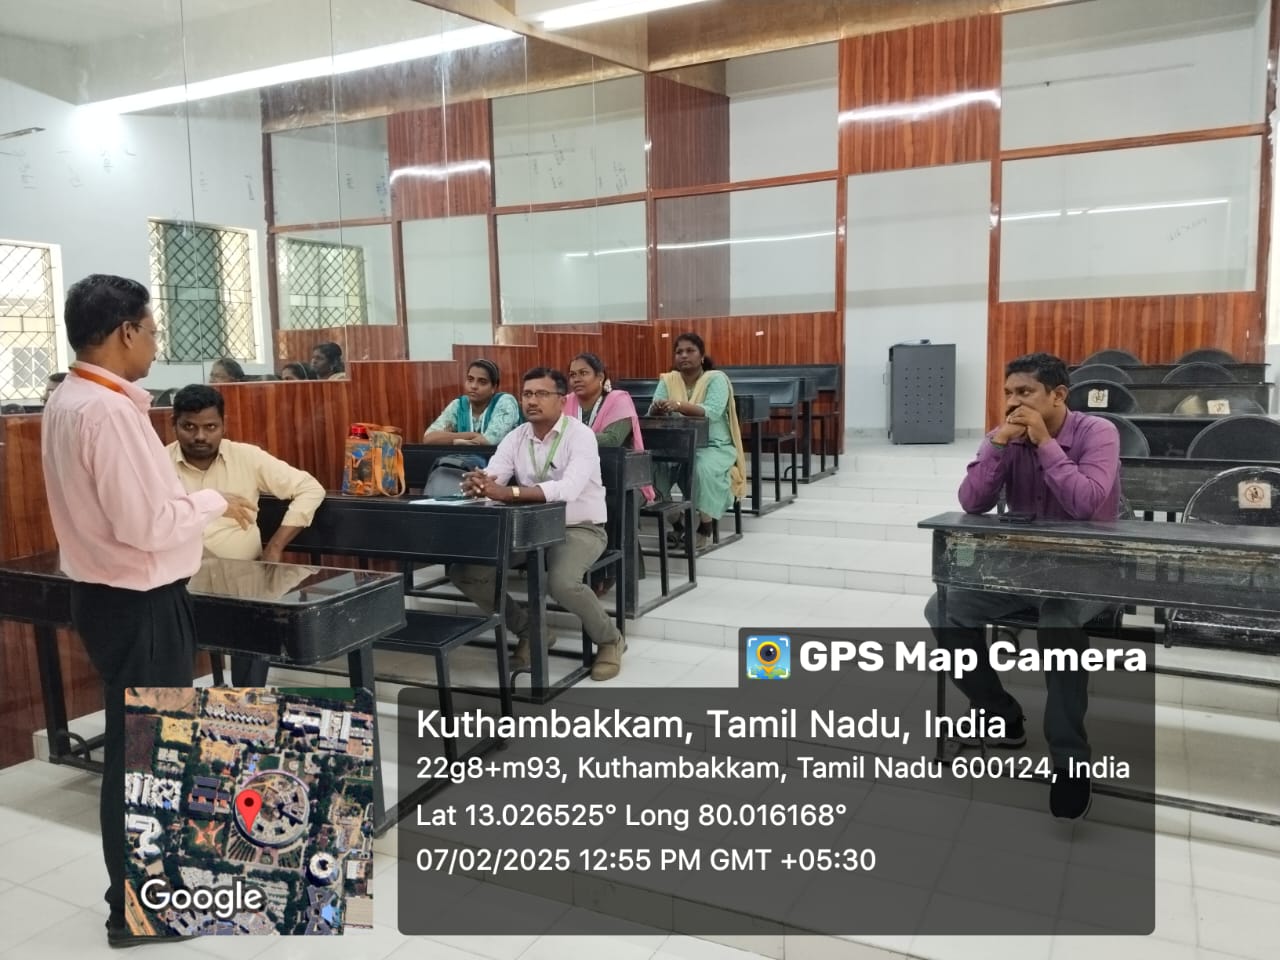 GPS Map Camera
Kuthambakkam, Tamil Nadu, India
22g8+m93, Kuthambakkam, Tamil Nadu 600124, India
Lat 13.026525° Long 80.016168°
07/02/2025 12:55 PM GMT +05:30
Google